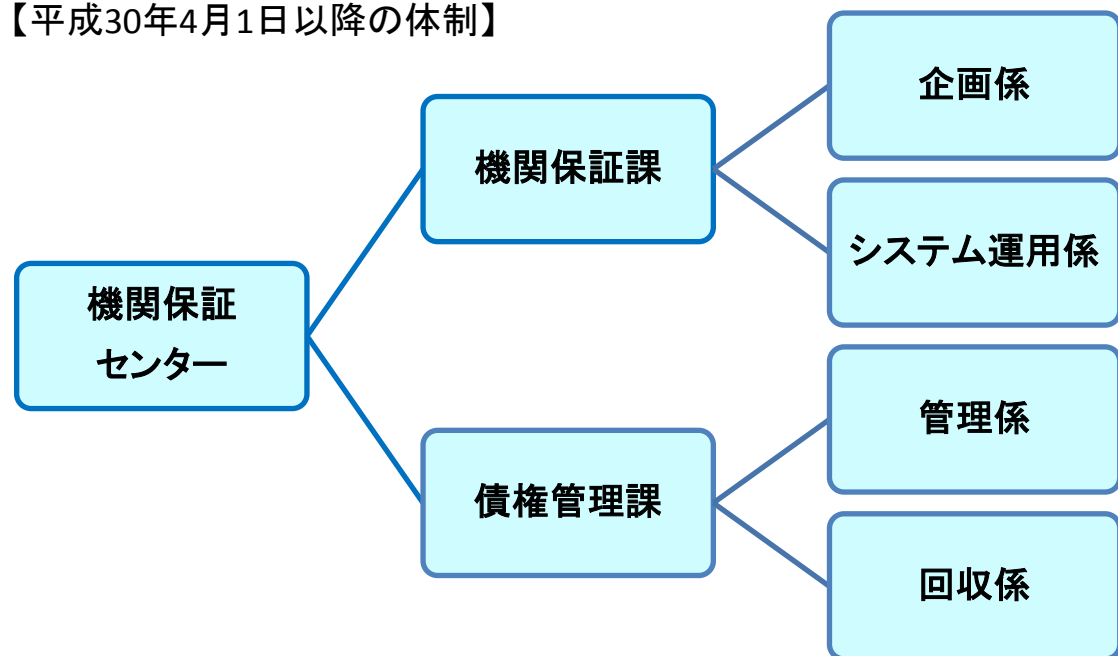 【平成30年4月1日以降の体制】
機関保証
センター
機関保証課
企画係
システム運用係
債権管理課
管理係
回収係